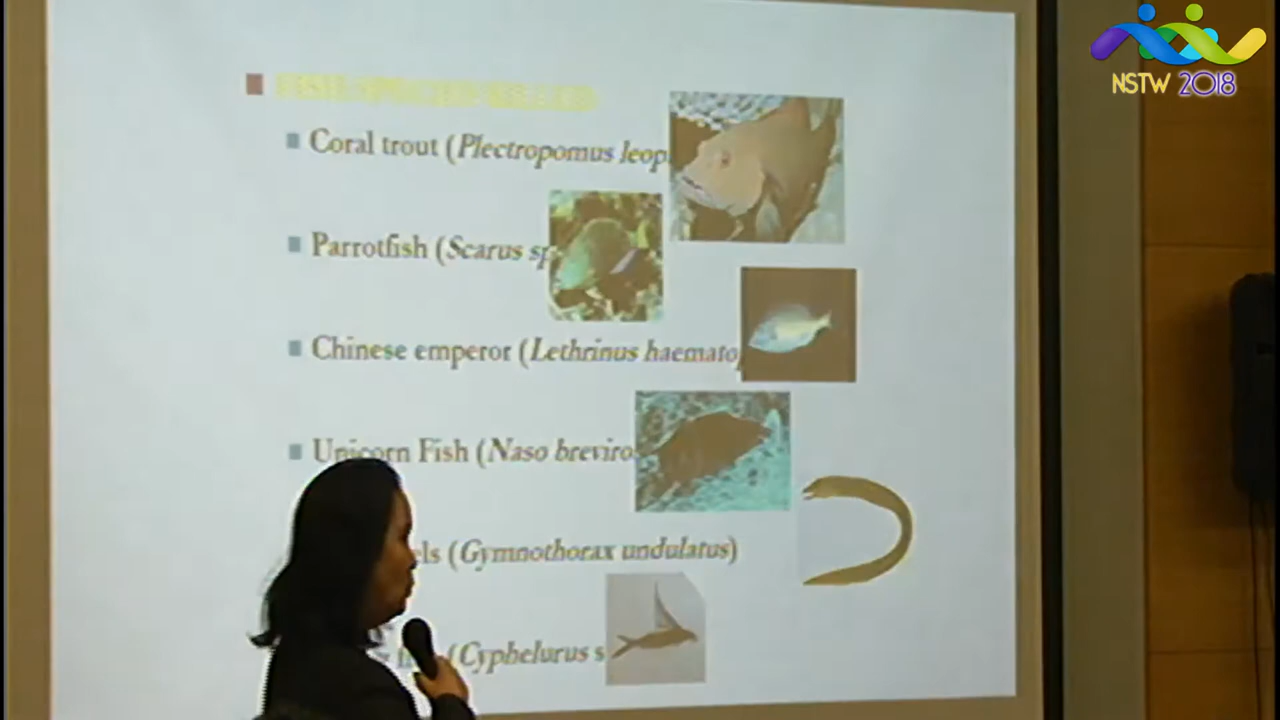 NSTW 2018
Coral trout (Plectropomus leop
Parrotfish (Scarus sp
Chinese emperor (Lethrinus haemato
Unicorn Fish (Naso breviro
ls (Gymnothorax undulatus)
(Cyphelurus s